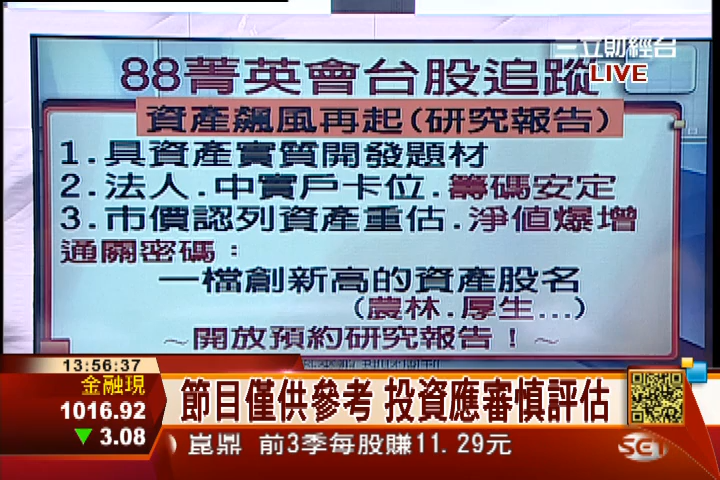 三立財經台
LIVE
88菁英會台股追蹤
資產飆風再起(研究報告)
1.具資產實質開發題材
2.法人.中實戶卡位.籌碼安定
3.市價認列資產重估.淨值爆增
通關密碼：
一檔創新高的資產股名
(農林.厚生...)
~開放預約研究報告！~
13:56:37
金融現
1016.92
▼ 3.08
節目僅供參考 投資應審慎評估
崑鼎 前3季每股賺11.29元
SET